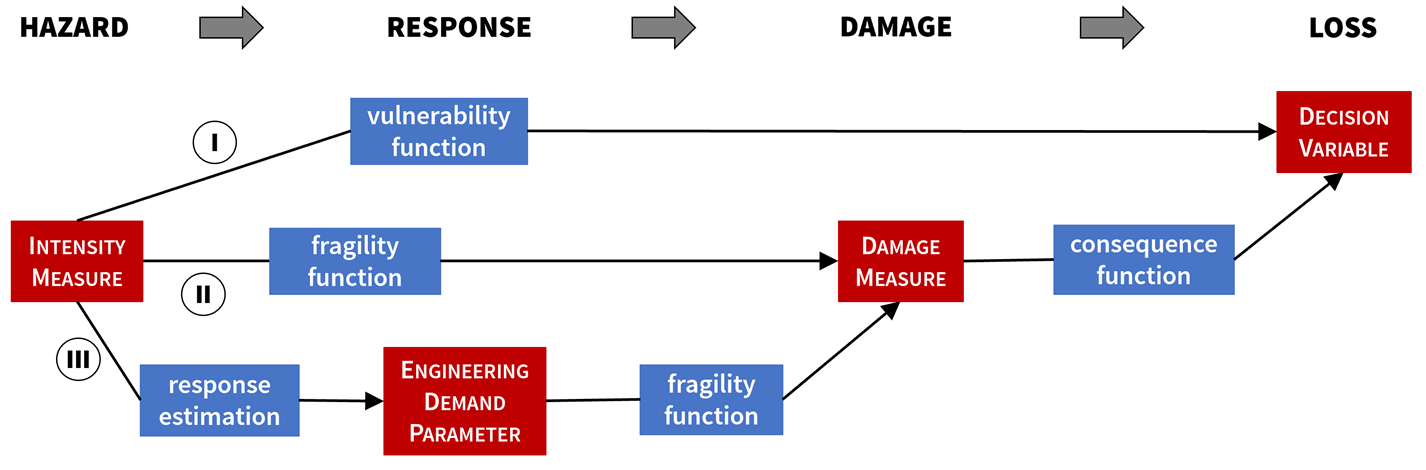 HAZARD RESPONSE DAMAGE LOSS
vulnerability
function
DECISION
VARIABLE
I
INTENSITY
MEASURE
fragility
function
DAMAGE
MEASURE
consequence
function
II
III
response
estimation
ENGINEERING
DEMAND
PARAMETER
fragility
function